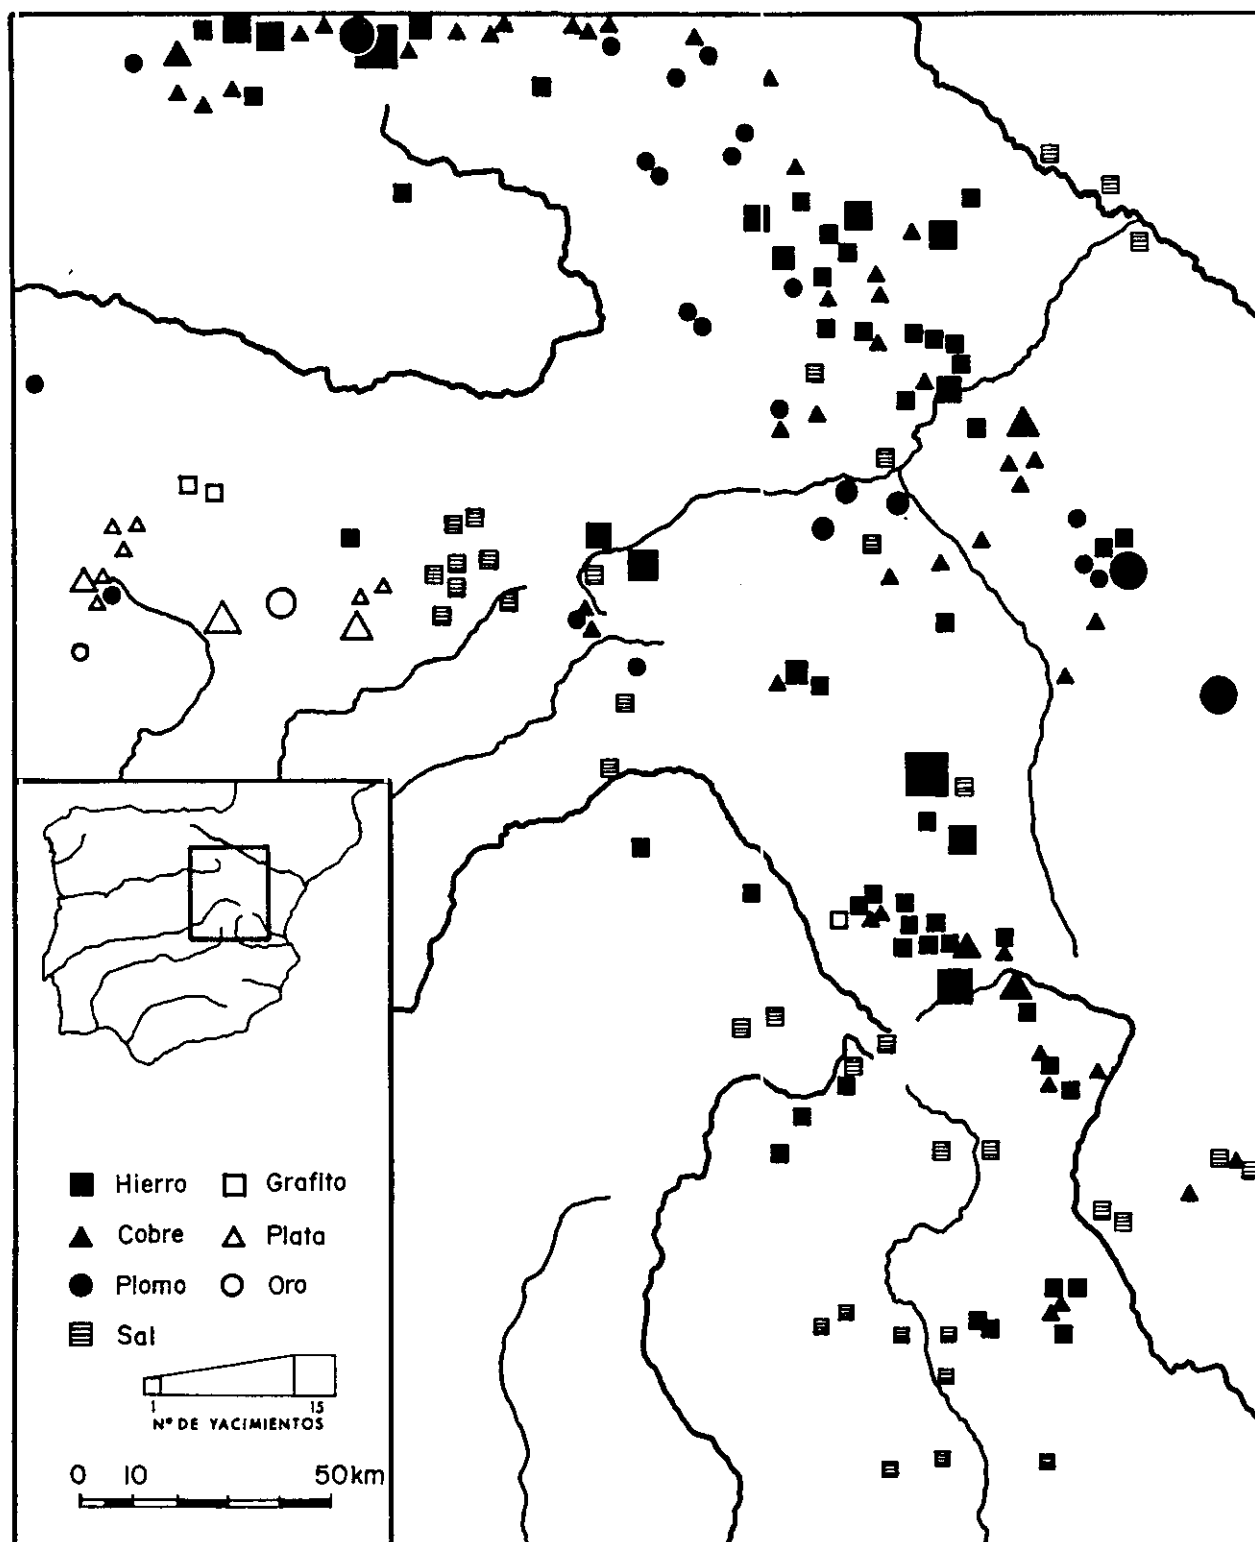 Hierro Grafito
Cobre Plata
Plomo Oro
Sal
1 15
Nº DE YACIMIENTOS
0 10 50km